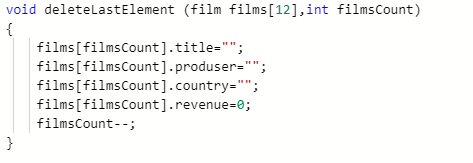 void deleteLastElement (film films[12],int filmsCount)
{
films[filmsCount].title="";
films[filmsCount].produser="";
films[filmsCount].country="";
films[filmsCount].revenue=0;
filmsCount--;
}